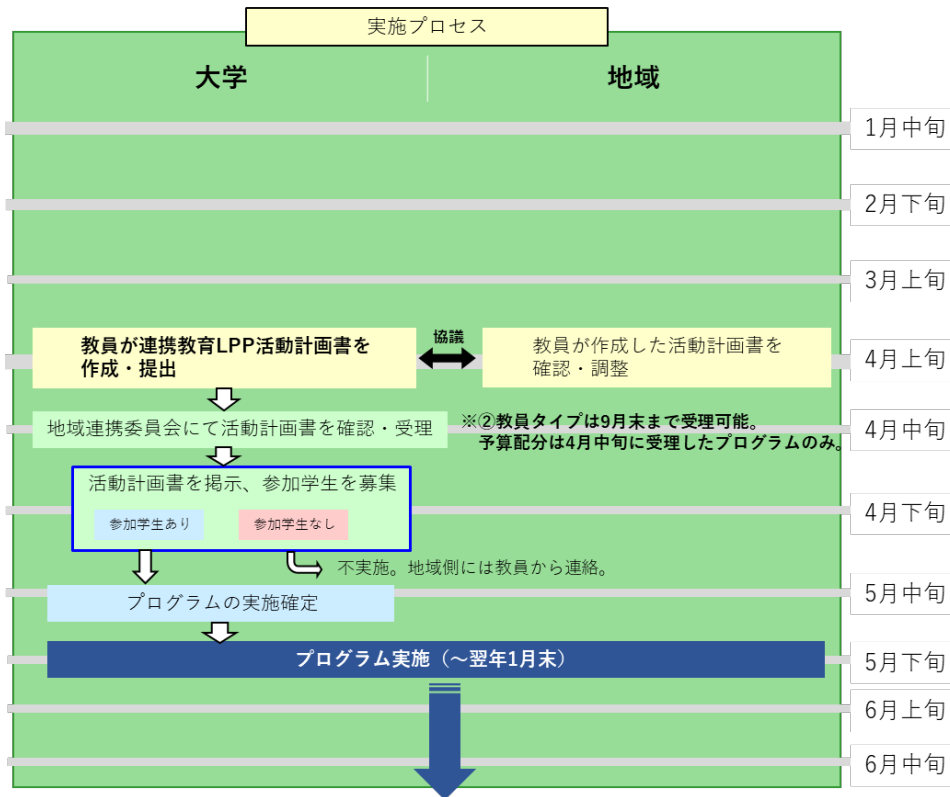 実施プロセス
大学
地域
1月中旬
2月下旬
3月上旬
教員が連携教育LPP活動計画書を
作成・提出
協議
教員が作成した活動計画書を
確認・調整
4月上旬
地域連携委員会にて活動計画書を確認・受理
※②教員タイプは9月末まで受理可能。
予算配分は4月中旬に受理したプログラムのみ。
4月中旬
活動計画書を掲示、参加学生を募集
参加学生あり
参加学生なし
4月下旬
不実施。地域側には教員から連絡。
プログラムの実施確定
5月中旬
プログラム実施（～翌年1月末）
5月下旬
6月上旬
6月中旬